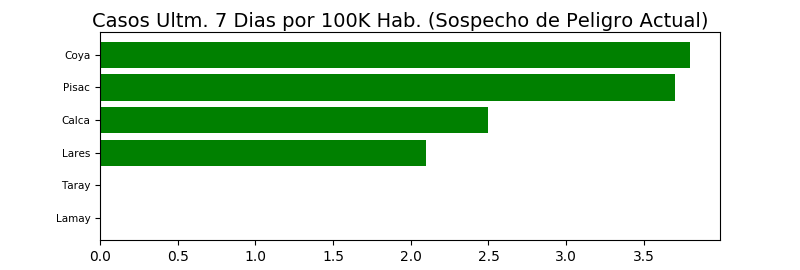 Casos Ultm. 7 Dias por 100K Hab. (Sospecho de Peligro Actual)
Coya
Pisac
Calca
Lares
Taray
Lamay
0.0 0.5 1.0 1.5 2.0 2.5 3.0 3.5